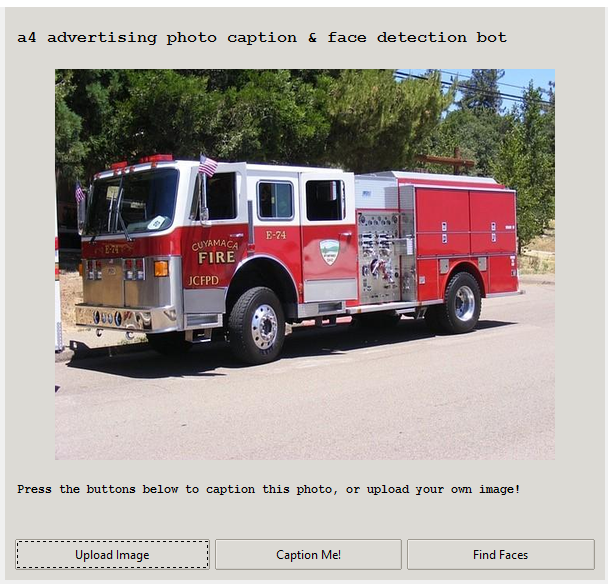 a4 advertising photo caption & face detection bot
CUYAMACA
FIRE
JCFPD
E-74
E-74
Press the buttons below to caption this photo, or upload your own image!
Upload Image
Caption Me!
Find Faces